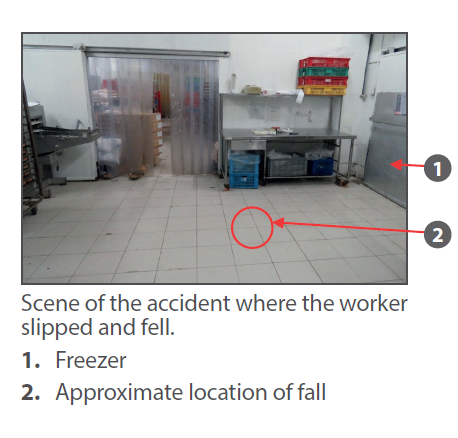 1
2
Scene of the accident where the worker
slipped and fell.
1. Freezer
2. Approximate location of fall